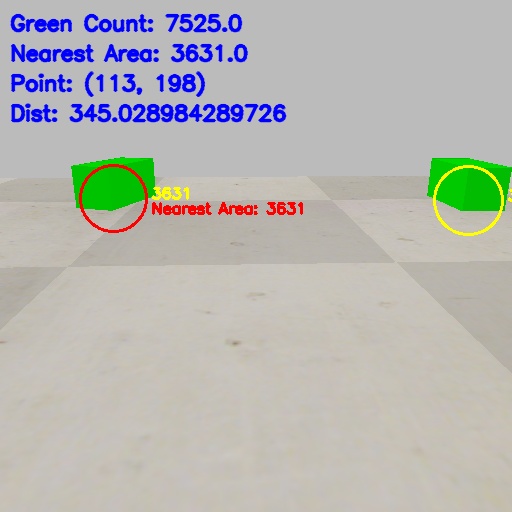 Green Count: 7525.0
Nearest Area: 3631.0
Point: (113, 198)
Dist: 345.028984289726
3631
Nearest Area: 3631